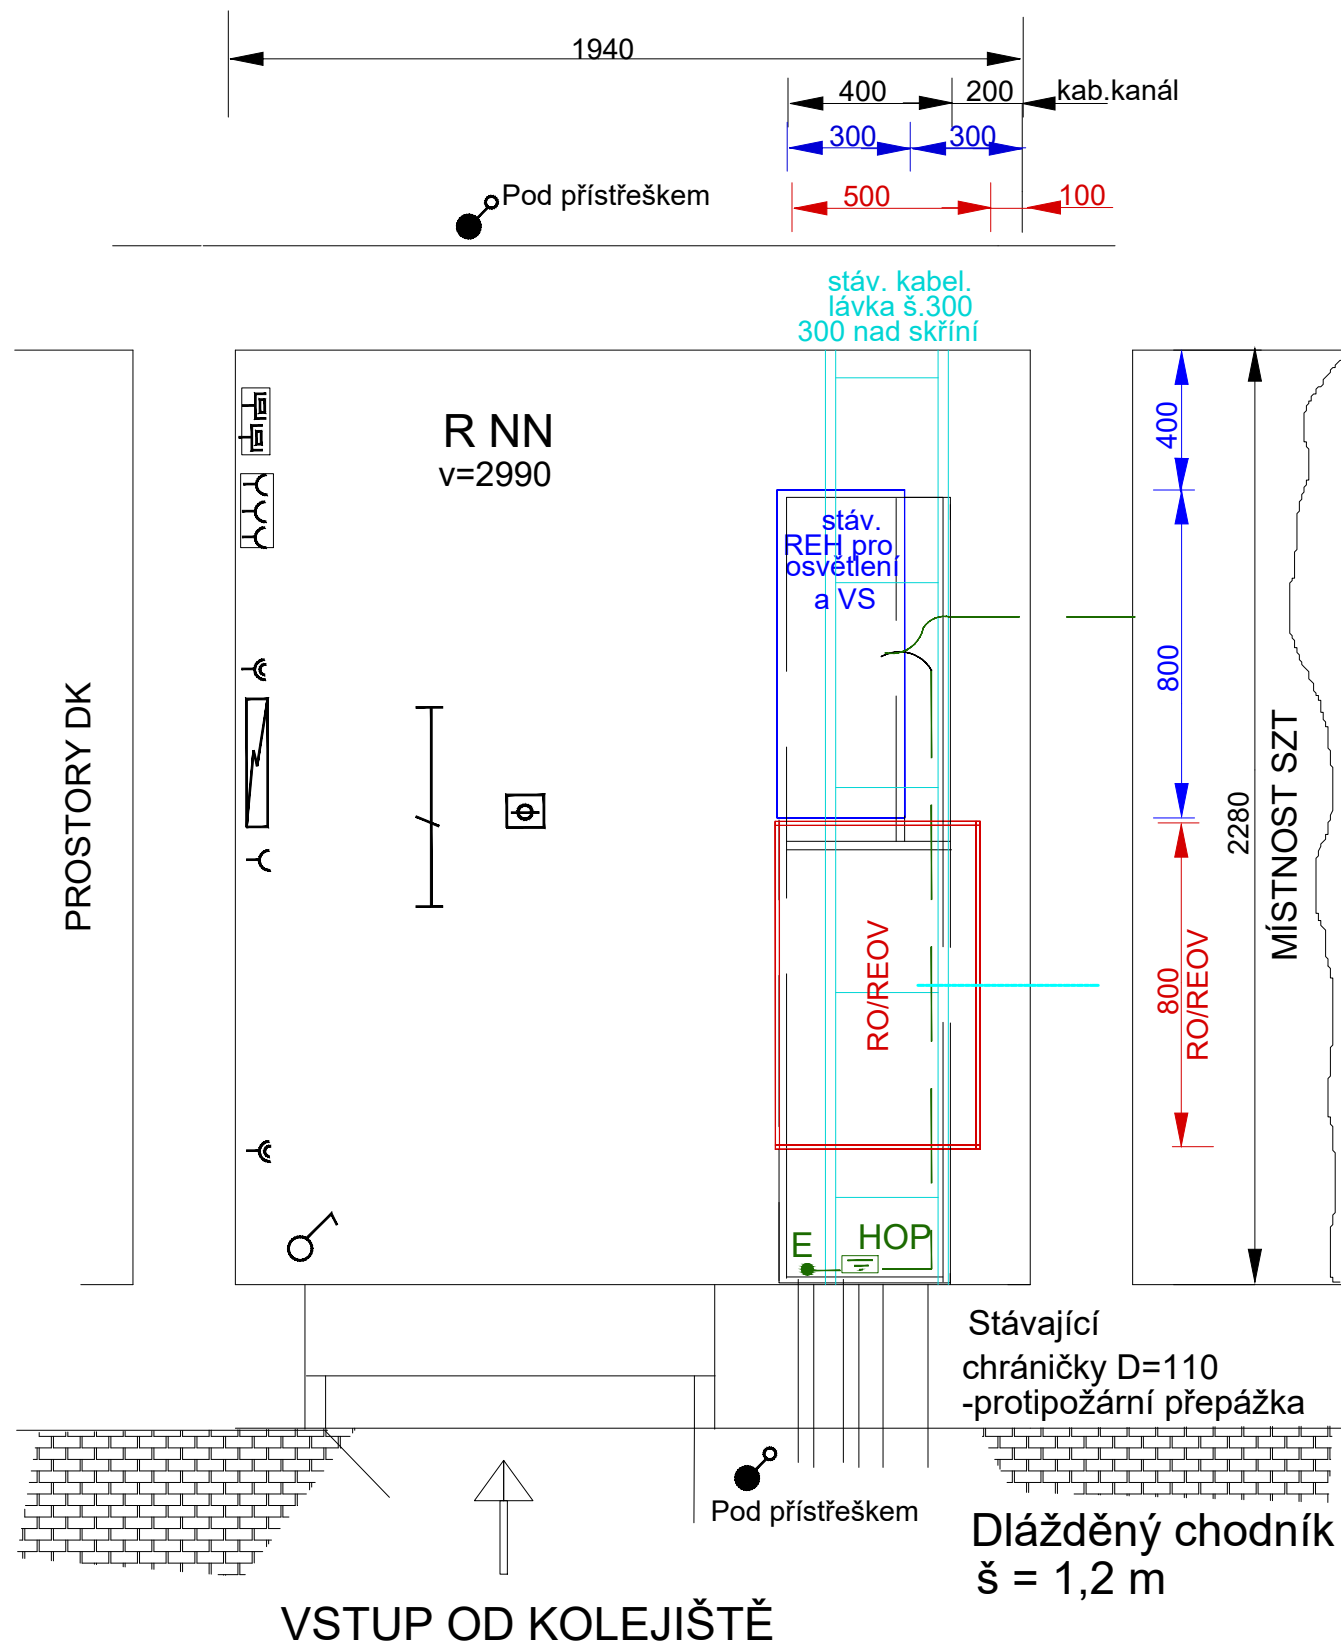 1940
400
200
kab.kanál
300
300
500
100
Pod přístřeškem
stáv. kabel.
lávka š.300
300 nad skříní
R NN
v=2990
400
stáv.
REH pro
osvětlení
a VS
800
PROSTORY DK
MÍSTNOST SZT
2280
RO/REOV
800
RO/REOV
E
HOP
Stávající
chráničky D=110
-protipožární přepážka
Pod přístřeškem
Dlážděný chodník
š = 1,2 m
VSTUP OD KOLEJIŠTĚ